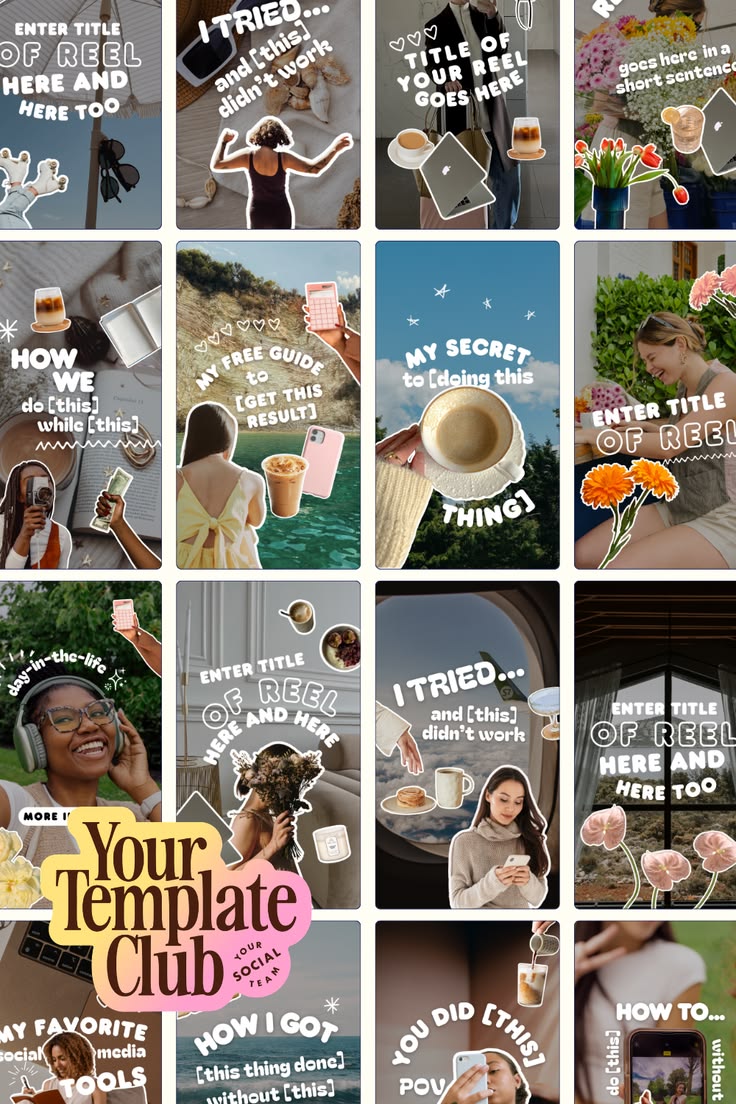 ENTER TITLE
OF REEL
HERE AND
HERE TOO
I TRIED...
and [this]
didn't work
TITLE OF
YOUR REEL
GOES HERE
goes here in a
short sentence
HOW
WE
do [this]
while [this]
MY FREE GUIDE
to
[GET THIS
RESULT]
MY SECRET
to [doing this
THING]
ENTER TITLE
OF REEL
day-in-the-life
MORE
ENTER TITLE
OF REEL
HERE AND HERE
I TRIED...
and [this]
didn't work
ENTER TITLE
OF REEL
HERE AND
HERE TOO
Your
Template
Club
YOUR
SOCIAL
TEAM
MY FAVORITE
social media
TOOLS
HOW I GOT
[this thing done]
without [this]
YOU DID [THIS]
POV
HOW TO...
do [this]
without